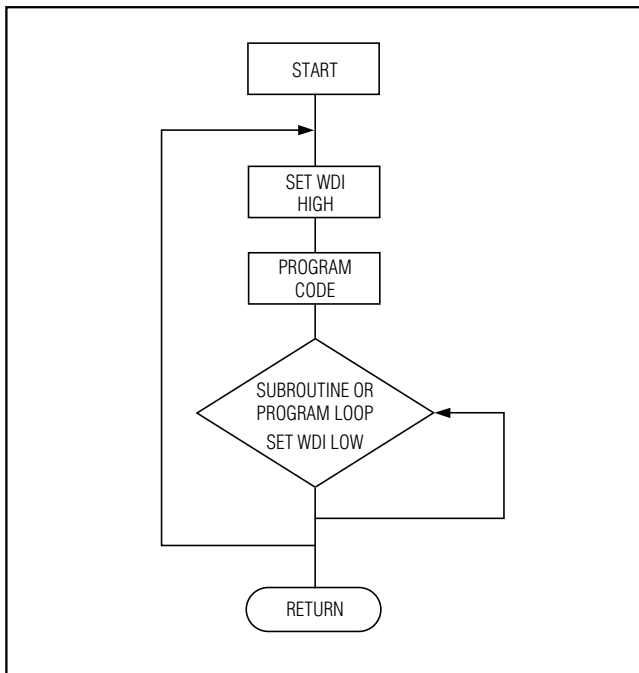 START
SET WDI
HIGH
PROGRAM
CODE
SUBROUTINE OR
PROGRAM LOOP
SET WDI LOW
RETURN